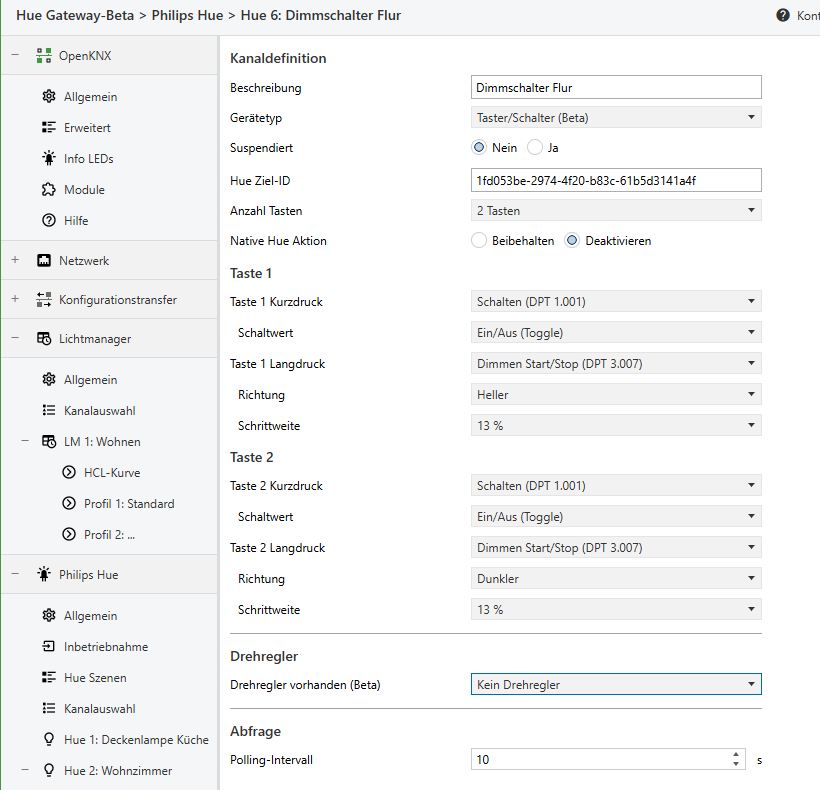 Hue Gateway-Beta > Philips Hue > Hue 6: Dimmschalter Flur
Kont
OpenKNX
Allgemein
Erweitert
Info LEDs
Module
Hilfe
Netzwerk
Konfigurationstransfer
Lichtmanager
Allgemein
Kanalauswahl
LM 1: Wohnen
HCL-Kurve
Profil 1: Standard
Profil 2: ...
Philips Hue
Allgemein
Inbetriebnahme
Hue Szenen
Kanalauswahl
Hue 1: Deckenlampe Küche
Hue 2: Wohnzimmer
Kanaldefinition
Beschreibung Dimmschalter Flur
Gerätetyp Taster/Schalter (Beta)
Suspendiert Nein Ja
Hue Ziel-ID 1fd053be-2974-4f20-b83c-61b5d3141a4f
Anzahl Tasten 2 Tasten
Native Hue Aktion Beibehalten Deaktivieren
Taste 1
Taste 1 Kurzdruck Schalten (DPT 1.001)
Schaltwert Ein/Aus (Toggle)
Taste 1 Langdruck Dimmen Start/Stop (DPT 3.007)
Richtung Heller
Schrittweite 13 %
Taste 2
Taste 2 Kurzdruck Schalten (DPT 1.001)
Schaltwert Ein/Aus (Toggle)
Taste 2 Langdruck Dimmen Start/Stop (DPT 3.007)
Richtung Dunkler
Schrittweite 13 %
Drehregler
Drehregler vorhanden (Beta) Kein Drehregler
Abfrage
Polling-Intervall 10 s